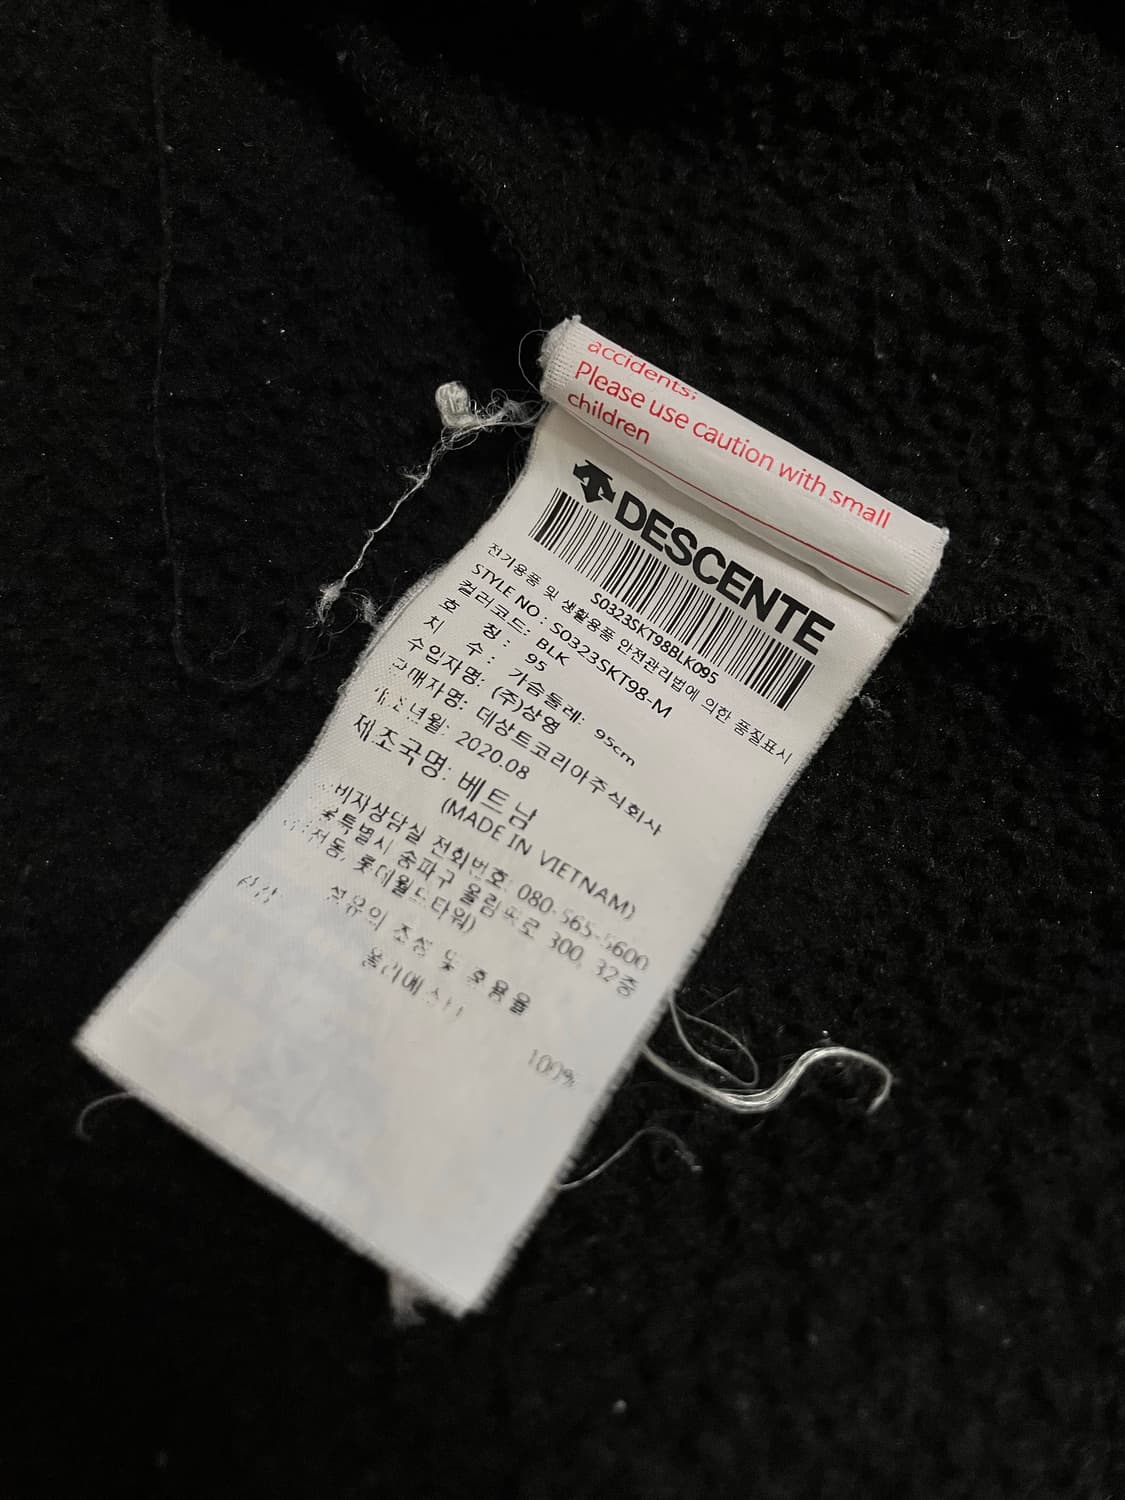 accidents;
Please use caution with small
children
DESCENTE
S0323SKT98BLK095
전기용품 및 생활용품 안전관리법에 의한 품질표시
STYLE NO : S0323SKT98-M
컬러코드: BLK
호 칭 : 95
치 수 : 가슴둘레: 95cm
수입자명: (주)상영
판매자명: 데상트코리아주식회사
제조년월: 2020.08
제조국명: 베트남
(MADE IN VIETNAM)
소비자상담실 전화번호: 080-565-5600
서울특별시 송파구 올림픽로 300, 32층
롯데월드타워)
섬유의 조성 및 혼용율
폴리에스터
100%